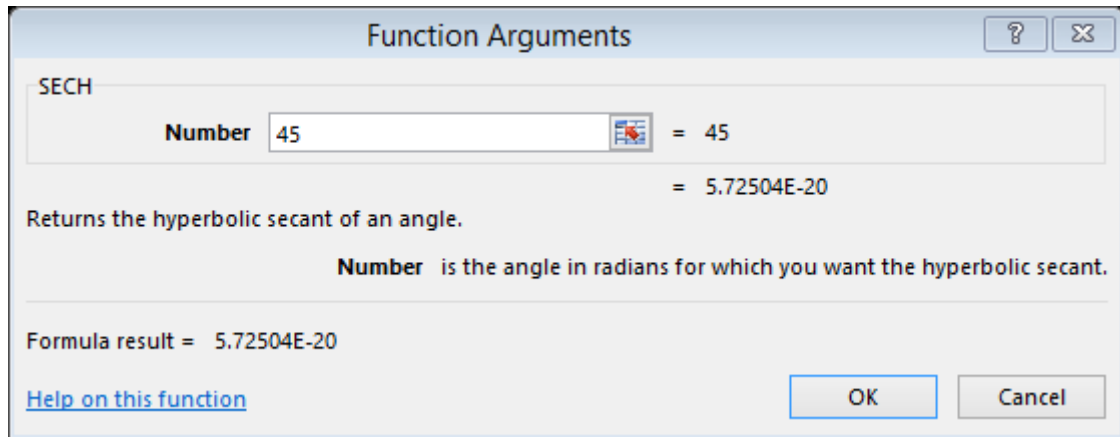 Function Arguments
SECH
Number 45 = 45
= 5.72504E-20
Returns the hyperbolic secant of an angle.
Number is the angle in radians for which you want the hyperbolic secant.
Formula result = 5.72504E-20
Help on this function OK Cancel